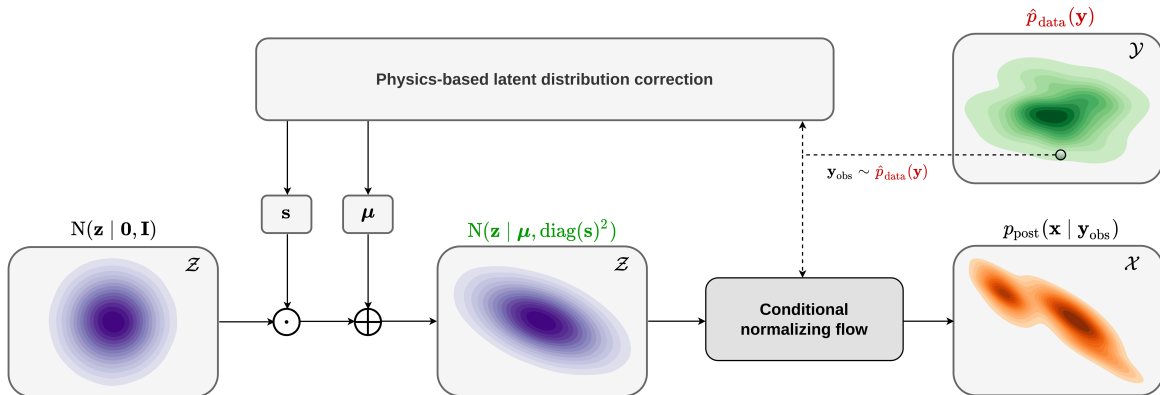 p̂_data(y)
𝒴
Physics-based latent distribution correction
y_obs ∼ p̂_data(y)
s
μ
N(z | 0, I)
𝒵
N(z | μ, diag(s)²)
𝒵
p_post(x | y_obs)
𝒳
Conditional
normalizing flow